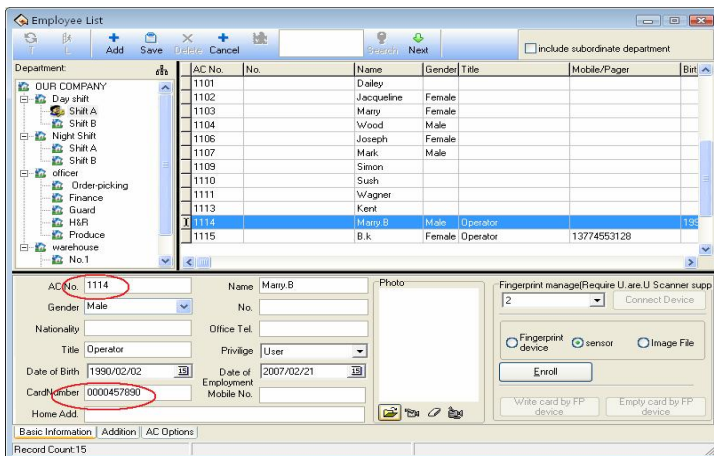 Employee List
T L Add Save Delete Cancel Search Next
include subordinate department
Department:
OUR COMPANY
Day shift
Shift A
Shift B
Night Shift
Shift A
Shift B
officer
Order-picking
Finance
Guard
H&R
Produce
warehouse
No.1
AC No. No. Name Gender Title Mobile/Pager Birt
1101 Dailey
1102 Jacqueline Female
1103 Marry Female
1104 Wood Male
1106 Joseph Female
1107 Mark Male
1109 Simon
1110 Sush
1111 Wagner
1113 Kent
1114 Marry.B Male Operator 199
1115 B.k Female Operator 13774553128
AC No. 1114
Gender Male
Nationality
Title Operator
Date of Birth 1990/02/02 15
CardNumber 0000457890
Home Add.
Name Marry.B
No.
Office Tel.
Privilige User
Date of Employment 2007/02/21 15
Mobile No.
Photo
Fingerprint manage(Require U.are.U Scanner supp
2 Connect Device
Fingerprint device sensor Image File
Enroll
Write card by FP device Empty card by FP device
Basic Information Addition AC Options
Record Count:15